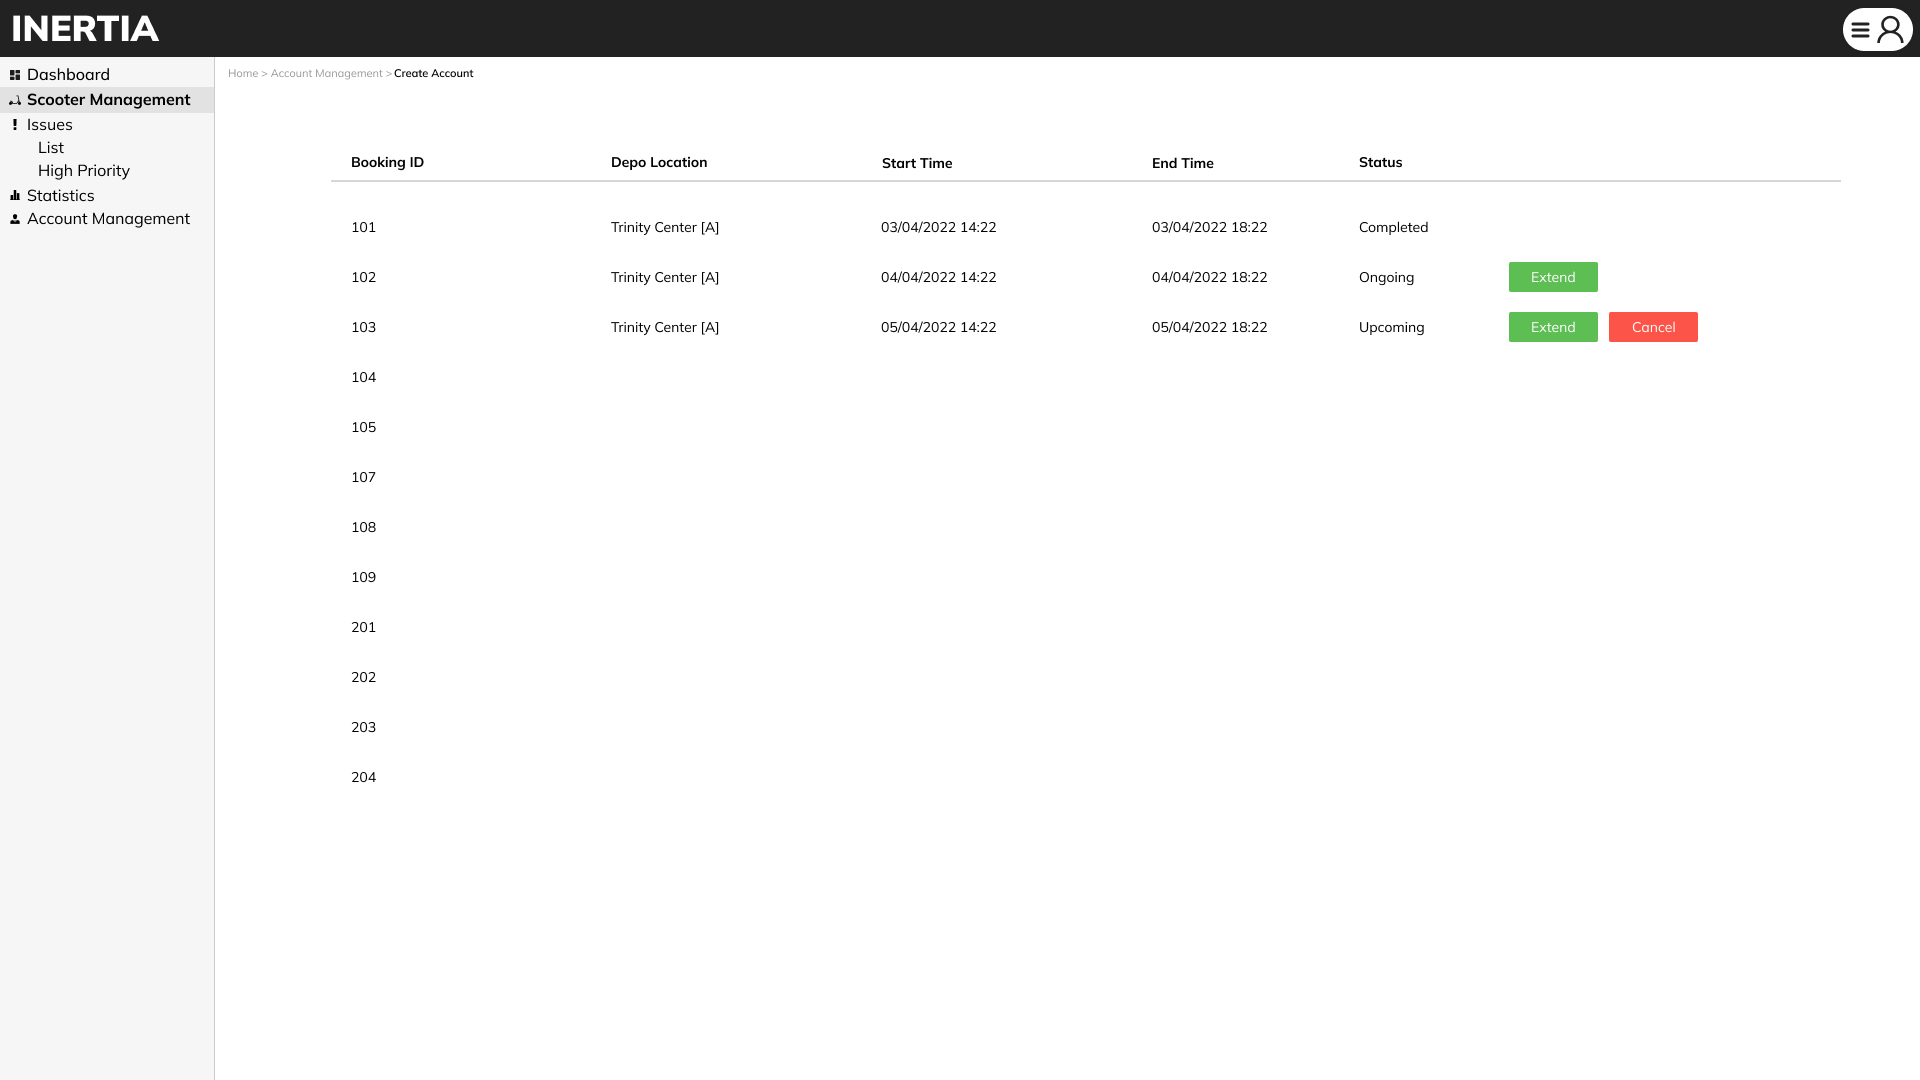 INERTIA
Dashboard
Scooter Management
Issues
List
High Priority
Statistics
Account Management
Home > Account Management > Create Account
Booking ID Depo Location Start Time End Time Status
101 Trinity Center [A] 03/04/2022 14:22 03/04/2022 18:22 Completed
102 Trinity Center [A] 04/04/2022 14:22 04/04/2022 18:22 Ongoing Extend
103 Trinity Center [A] 05/04/2022 14:22 05/04/2022 18:22 Upcoming Extend Cancel
104
105
107
108
109
201
202
203
204